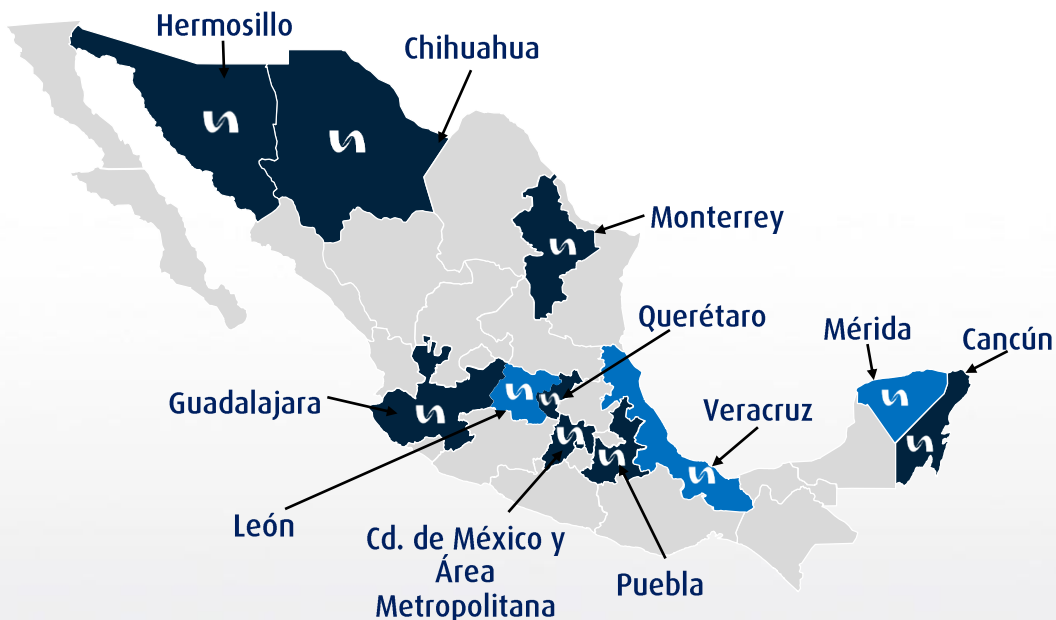 Hermosillo
Chihuahua
Monterrey
Querétaro
Mérida
Cancún
Guadalajara
Veracruz
León
Cd. de México y
Área
Metropolitana
Puebla